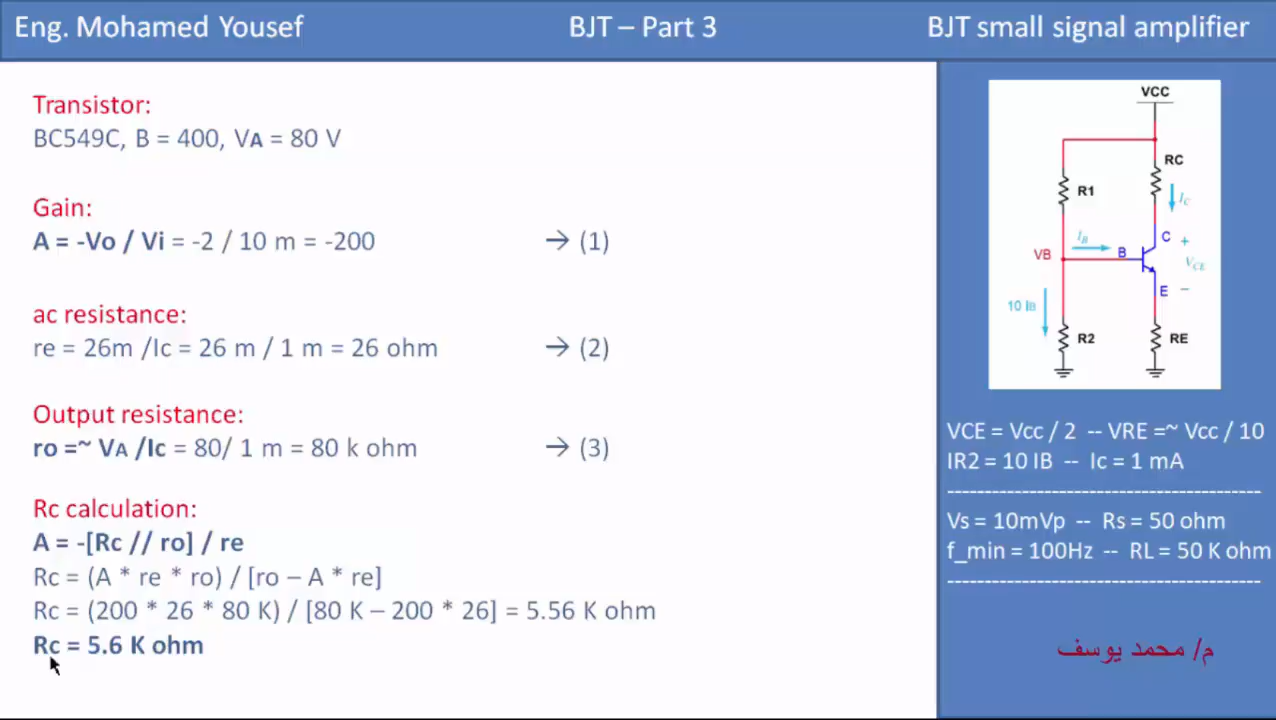 Eng. Mohamed Yousef
BJT – Part 3
BJT small signal amplifier
Transistor:
BC549C, B = 400, VA = 80 V
Gain:
A = -Vo / Vi = -2 / 10 m = -200 → (1)
ac resistance:
re = 26m /Ic = 26 m / 1 m = 26 ohm → (2)
Output resistance:
ro =~ VA /Ic = 80/ 1 m = 80 k ohm → (3)
Rc calculation:
A = -[Rc // ro] / re
Rc = (A * re * ro) / [ro – A * re]
Rc = (200 * 26 * 80 K) / [80 K – 200 * 26] = 5.56 K ohm
Rc = 5.6 K ohm
VCC
RC
R1
IC
IB
C
+
VB
B
VCE
E
–
10 IB
R2
RE
VCE = Vcc / 2 -- VRE =~ Vcc / 10
IR2 = 10 IB -- Ic = 1 mA
------------------------------------------
Vs = 10mVp -- Rs = 50 ohm
f_min = 100Hz -- RL = 50 K ohm
------------------------------------------
م/ محمد يوسف